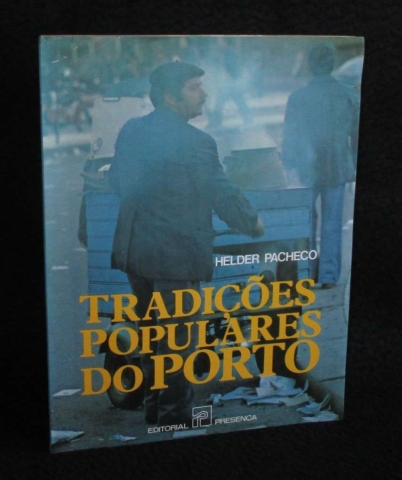 HELDER PACHECO
TRADIÇÕES
POPULARES
DO PORTO
EDITORIAL PRESENÇA